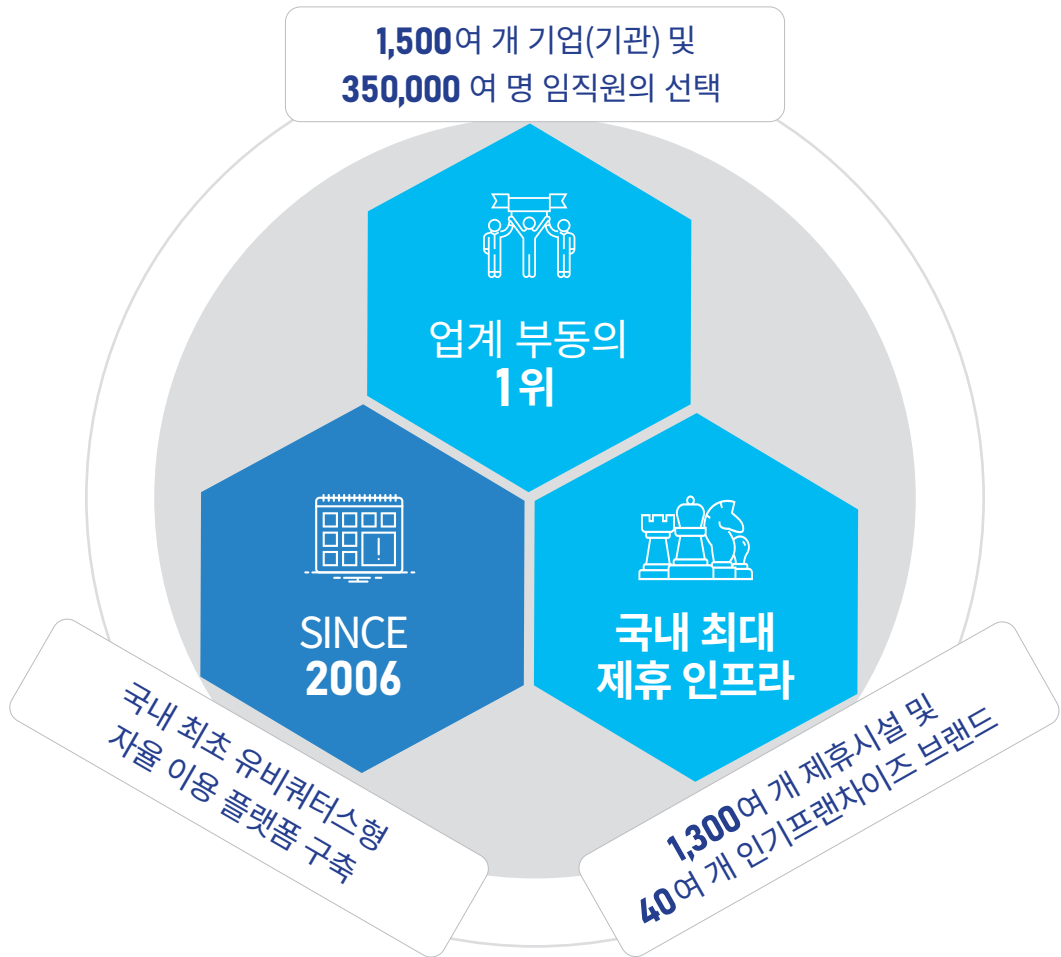 1,500여 개 기업(기관) 및
350,000 여 명 임직원의 선택
업계 부동의
1위
SINCE
2006
국내 최대
제휴 인프라
국내 최초 유비쿼터스형
자율 이용 플랫폼 구축
1,300여 개 제휴시설 및
40여 개 인기프랜차이즈 브랜드